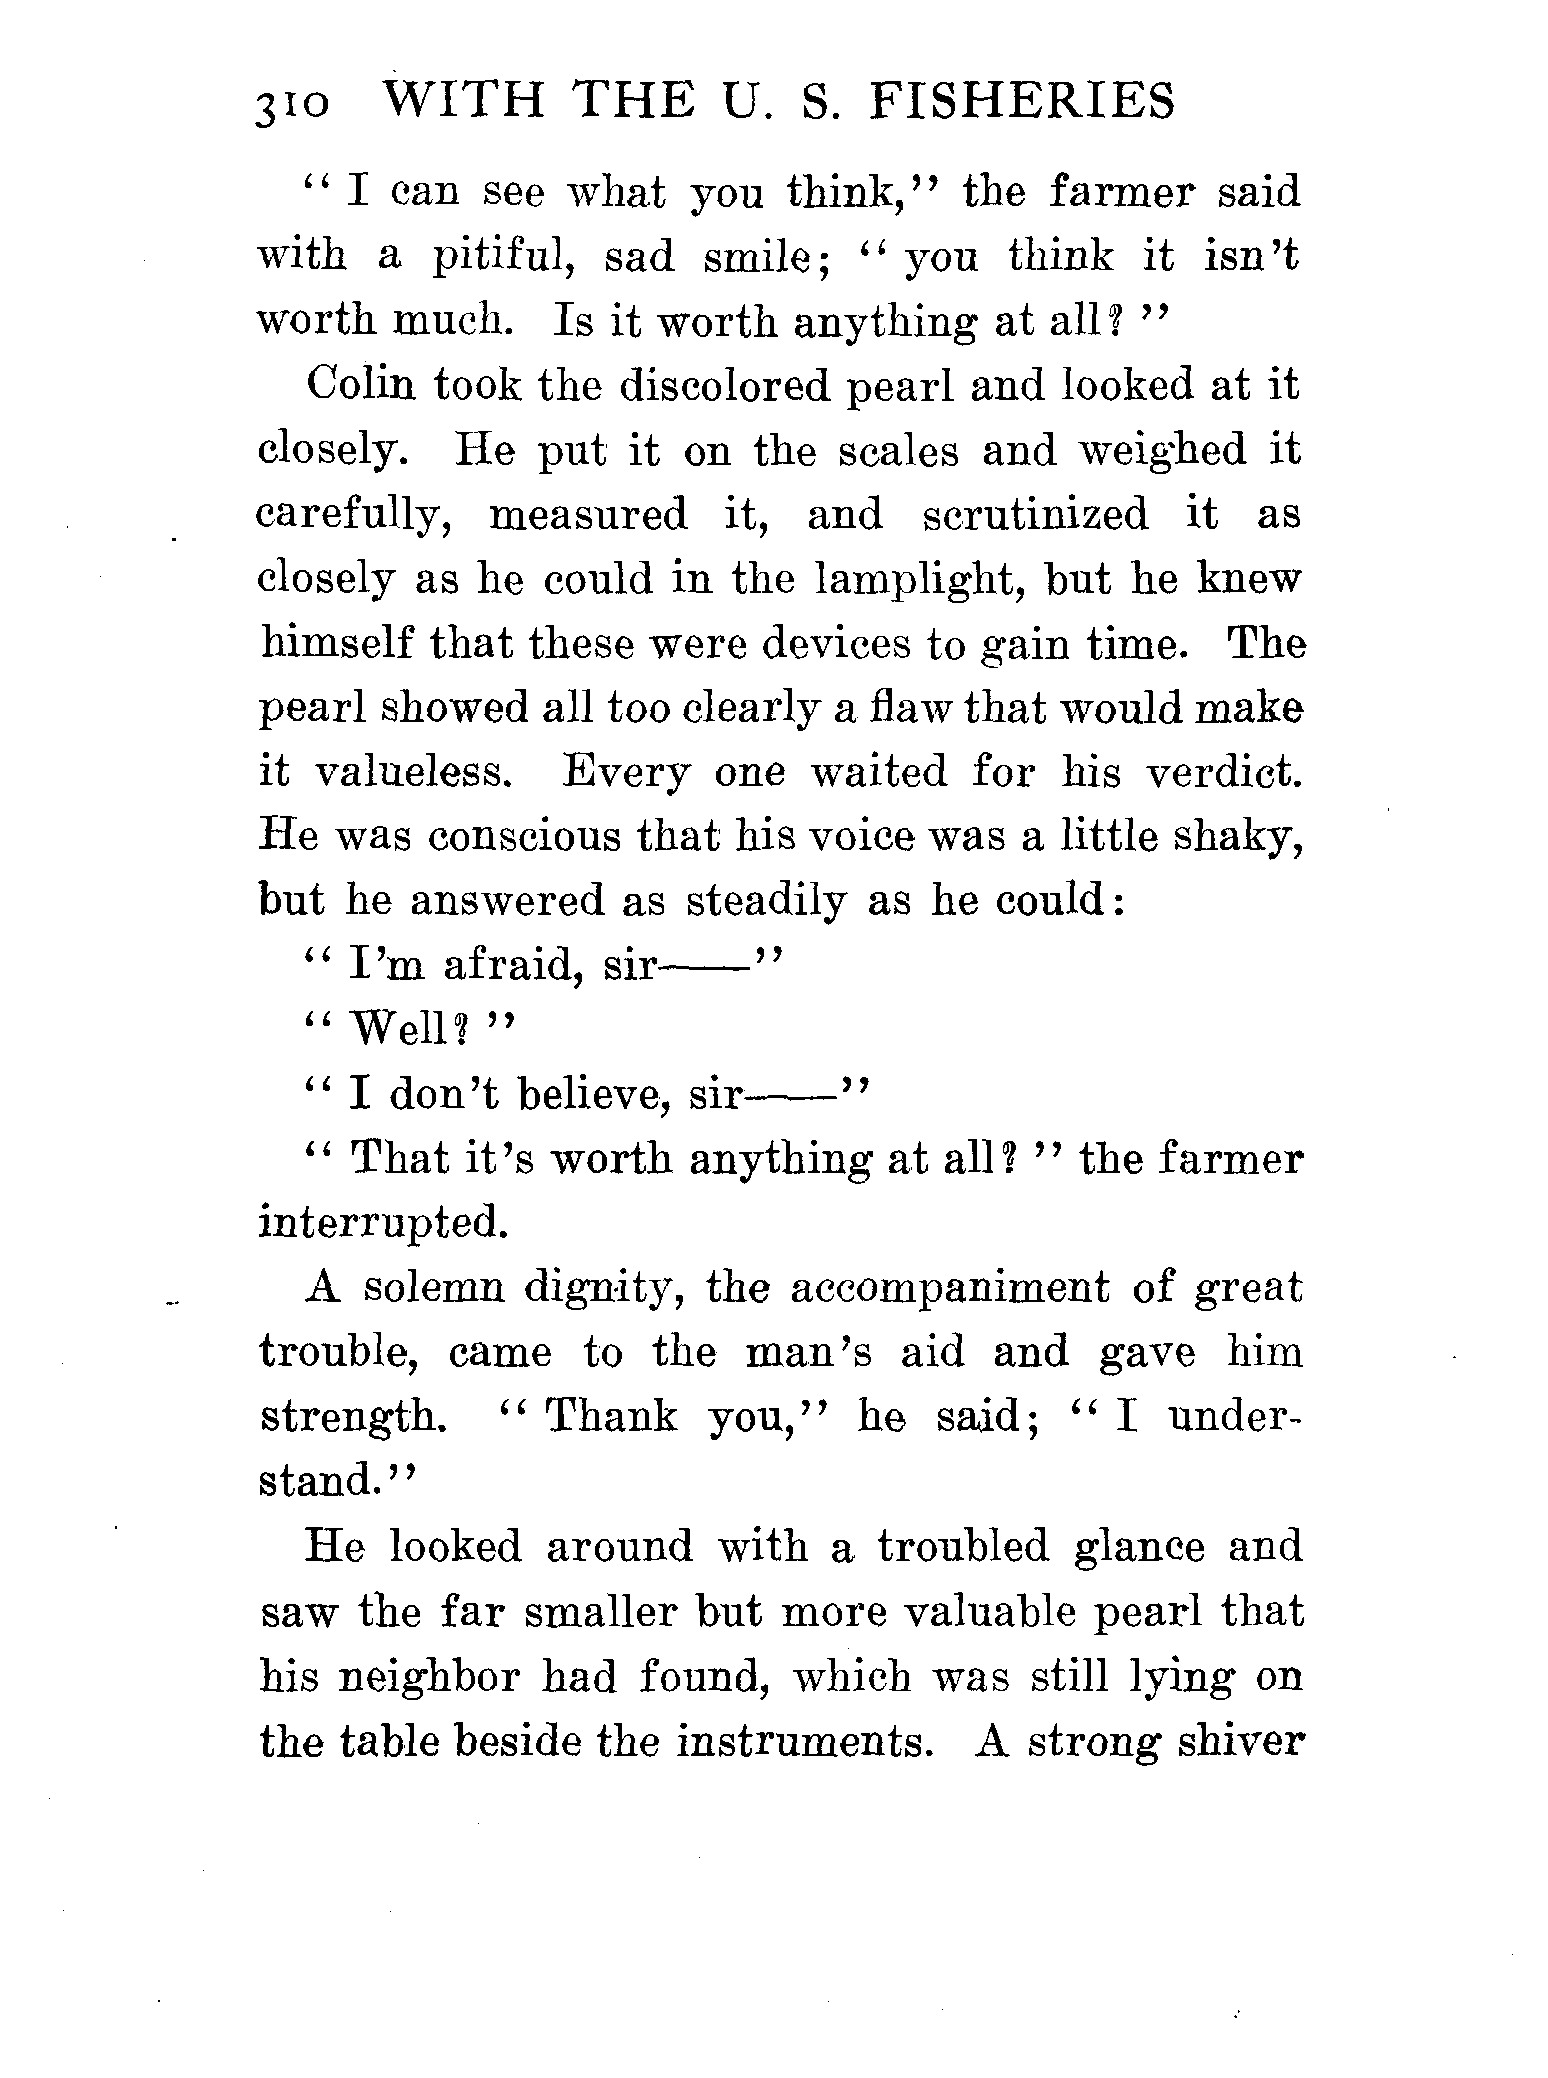 310 WITH THE U. S. FISHERIES
“ I can see what you think,” the farmer said
with a pitiful, sad smile; “ you think it isn’t
worth much. Is it worth anything at all? ”
Colin took the discolored pearl and looked at it
closely. He put it on the scales and weighed it
carefully, measured it, and scrutinized it as
closely as he could in the lamplight, but he knew
himself that these were devices to gain time. The
pearl showed all too clearly a flaw that would make
it valueless. Every one waited for his verdict.
He was conscious that his voice was a little shaky,
but he answered as steadily as he could:
“ I’m afraid, sir——”
“ Well? ”
“ I don’t believe, sir——”
“ That it’s worth anything at all? ” the farmer
interrupted.
A solemn dignity, the accompaniment of great
trouble, came to the man’s aid and gave him
strength. “ Thank you,” he said; “ I under-
stand.”
He looked around with a troubled glance and
saw the far smaller but more valuable pearl that
his neighbor had found, which was still lying on
the table beside the instruments. A strong shiver